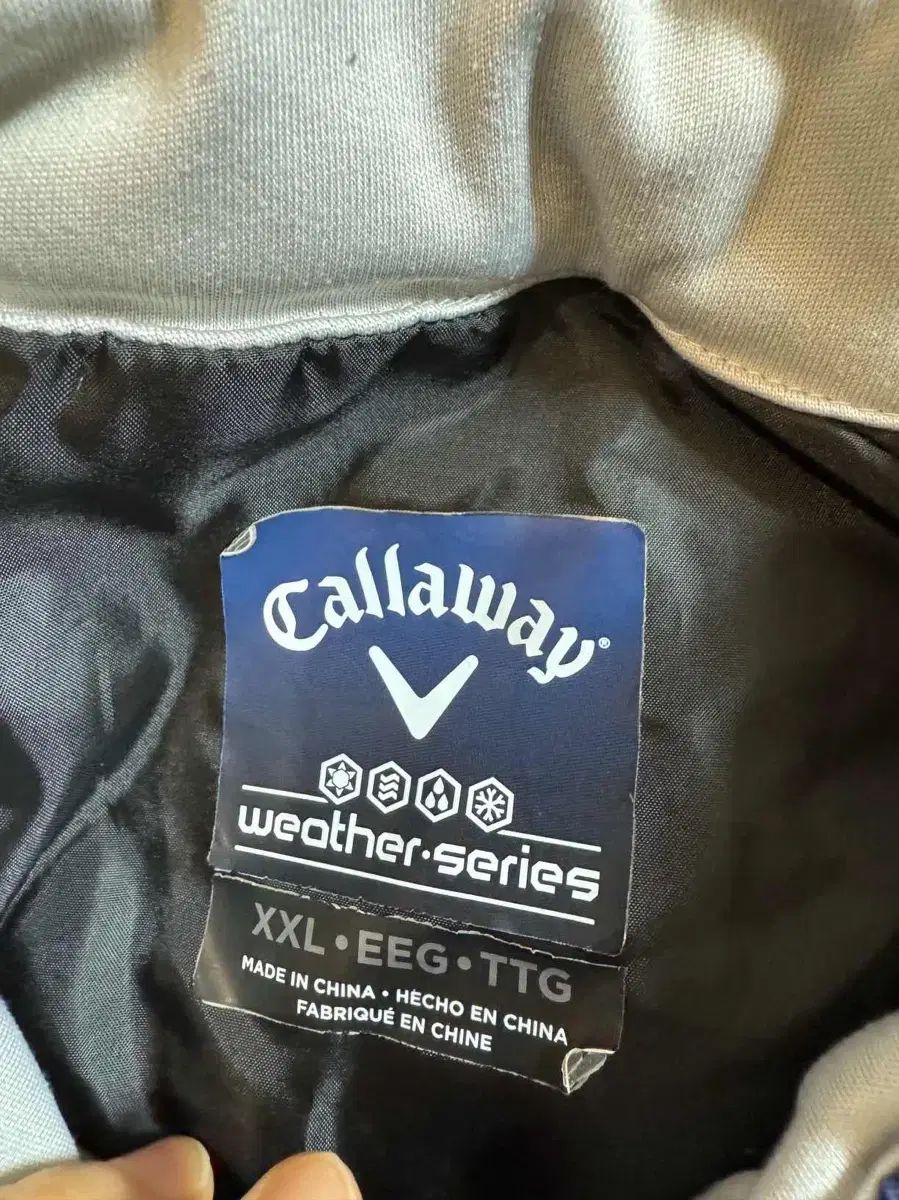 Callaway®
weather·series
XXL • EEG • TTG
MADE IN CHINA • HECHO EN CHINA
FABRIQUÉ EN CHINE